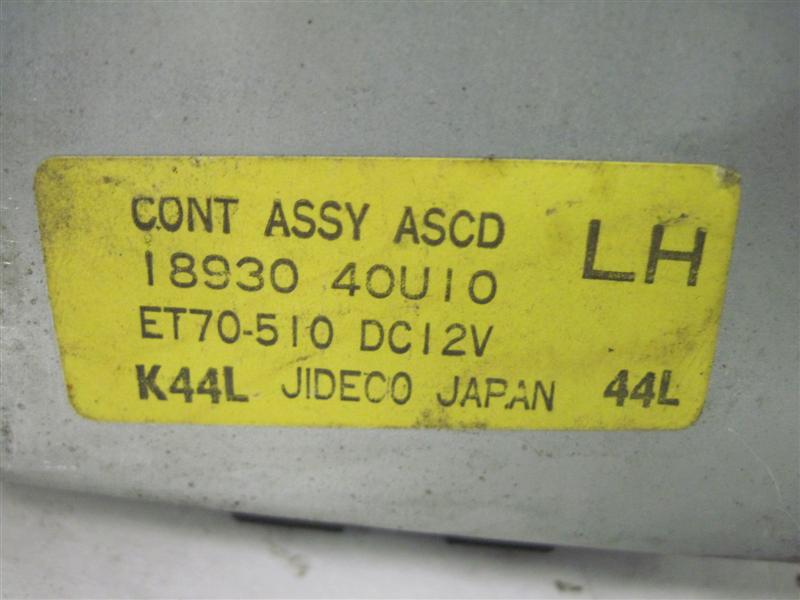 CONT ASSY ASCD
LH
18930 40U10
ET70-510 DC12V
K44L JIDECO JAPAN 44L